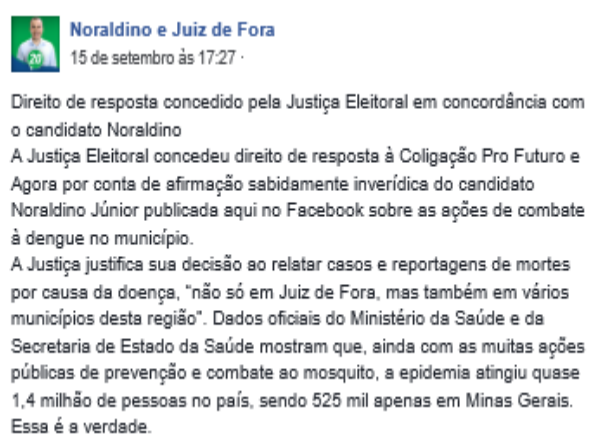 Noraldino e Juiz de Fora
15 de setembro às 17:27 ·
20
Direito de resposta concedido pela Justiça Eleitoral em concordância com
o candidato Noraldino
A Justiça Eleitoral concedeu direito de resposta à Coligação Pro Futuro e
Agora por conta de afirmação sabidamente inverídica do candidato
Noraldino Júnior publicada aqui no Facebook sobre as ações de combate
à dengue no município.
A Justiça justifica sua decisão ao relatar casos e reportagens de mortes
por causa da doença, "não só em Juiz de Fora, mas também em vários
municípios desta região". Dados oficiais do Ministério da Saúde e da
Secretaria de Estado da Saúde mostram que, ainda com as muitas ações
públicas de prevenção e combate ao mosquito, a epidemia atingiu quase
1,4 milhão de pessoas no país, sendo 525 mil apenas em Minas Gerais.
Essa é a verdade.